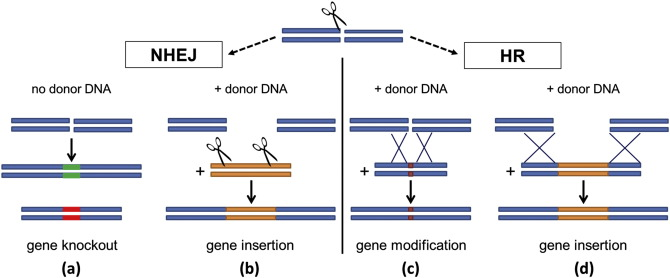 NHEJ
HR
no donor DNA
+ donor DNA
+ donor DNA
+ donor DNA
+
+
+
gene knockout
gene insertion
gene modification
gene insertion
(a)
(b)
(c)
(d)